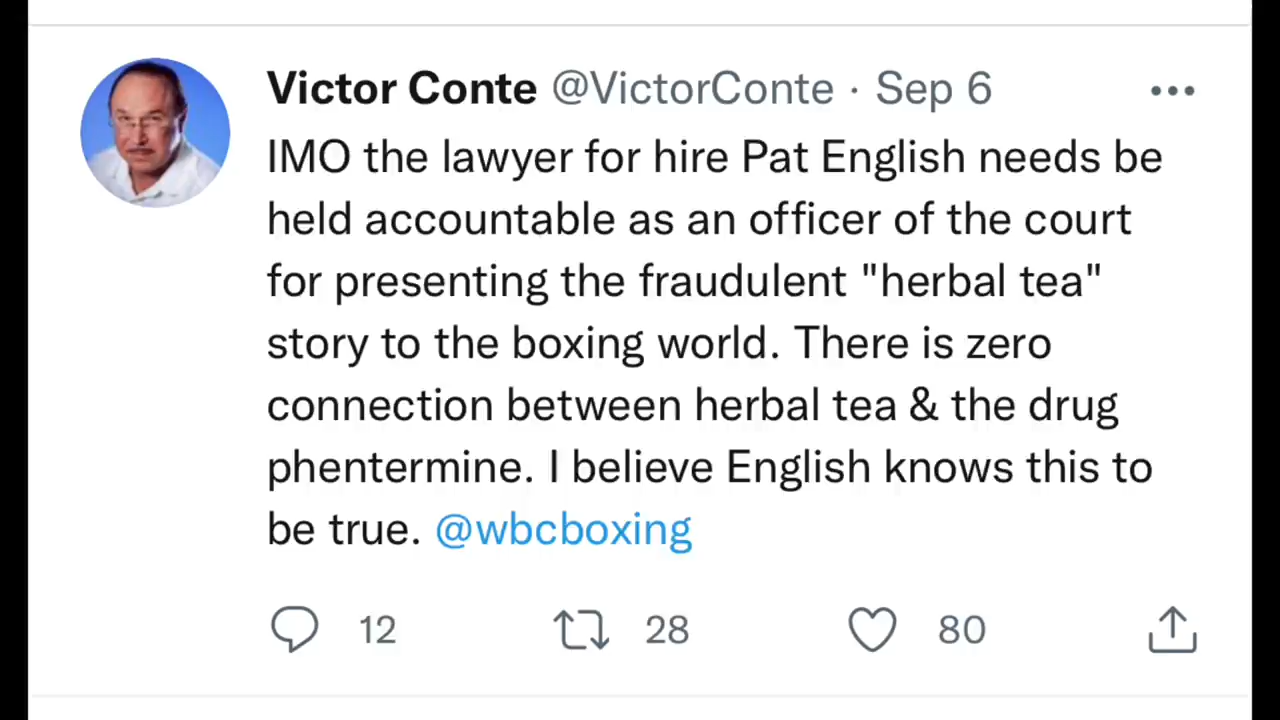 Victor Conte @VictorConte · Sep 6
IMO the lawyer for hire Pat English needs be
held accountable as an officer of the court
for presenting the fraudulent "herbal tea"
story to the boxing world. There is zero
connection between herbal tea & the drug
phentermine. I believe English knows this to
be true. @wbcboxing
12 28 80